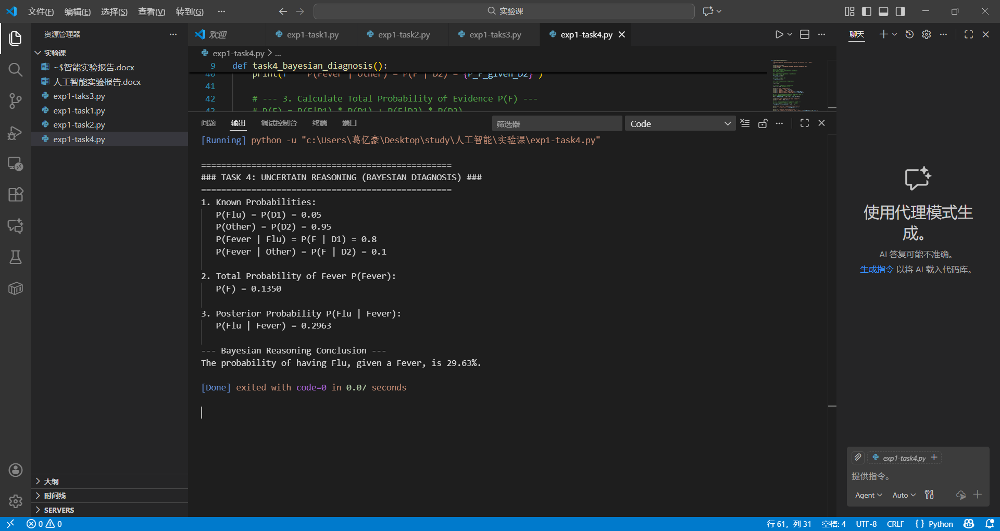 文件(F) 编辑(E) 选择(S) 查看(V) 转到(G) ···
实验课
资源管理器 ···
实验课
~$智能实验报告.docx
人工智能实验报告.docx
exp1-taks3.py
exp1-task1.py
exp1-task2.py
exp1-task4.py
大纲
时间线
SERVERS
欢迎
exp1-task1.py
exp1-task2.py
exp1-taks3.py
exp1-task4.py
exp1-task4.py > ...
9 def task4_bayesian_diagnosis():
40 print(f" P(Fever | Other) = P(F | D2) = {P_F_given_D2}")
41
42 # --- 3. Calculate Total Probability of Evidence P(F) ---
43 # P(F) = P(F|D1) * P(D1) + P(F|D2) * P(D2)
问题 输出 调试控制台 终端 端口
筛选器
Code
[Running] python -u "c:\Users\葛亿豪\Desktop\study\人工智能\实验课\exp1-task4.py"
==================================================
### TASK 4: UNCERTAIN REASONING (BAYESIAN DIAGNOSIS) ###
==================================================
1. Known Probabilities:
P(Flu) = P(D1) = 0.05
P(Other) = P(D2) = 0.95
P(Fever | Flu) = P(F | D1) = 0.8
P(Fever | Other) = P(F | D2) = 0.1
2. Total Probability of Fever P(Fever):
P(F) = 0.1350
3. Posterior Probability P(Flu | Fever):
P(Flu | Fever) = 0.2963
--- Bayesian Reasoning Conclusion ---
The probability of having Flu, given a Fever, is 29.63%.
[Done] exited with code=0 in 0.07 seconds
聊天
使用代理模式生
成。
AI 答复可能不准确。
生成指令 以将 AI 载入代码库。
exp1-task4.py
提供指令。
Agent Auto
0 0
行 61，列 31 空格: 4 UTF-8 CRLF { } Python